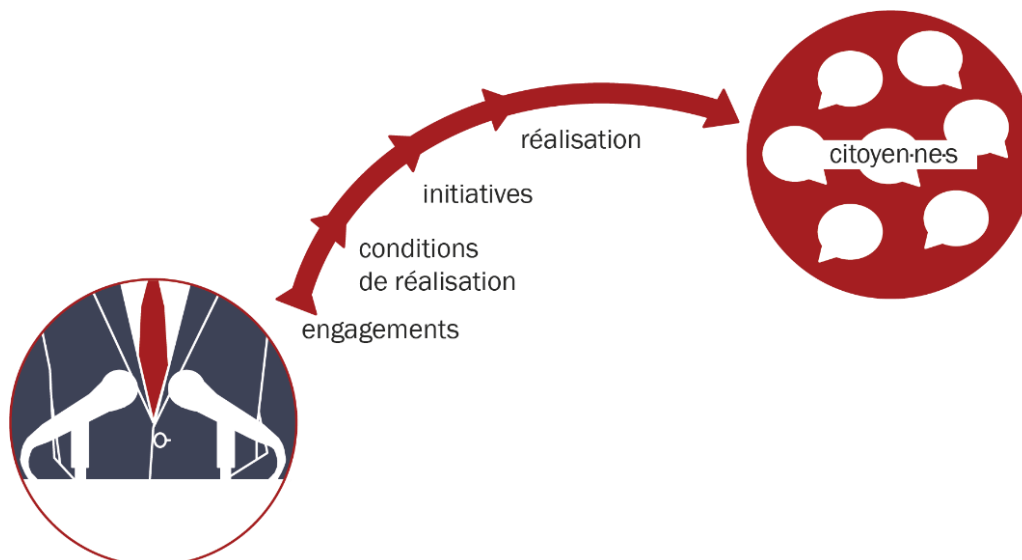 réalisation
citoyen·ne·s
initiatives
conditions
de réalisation
engagements